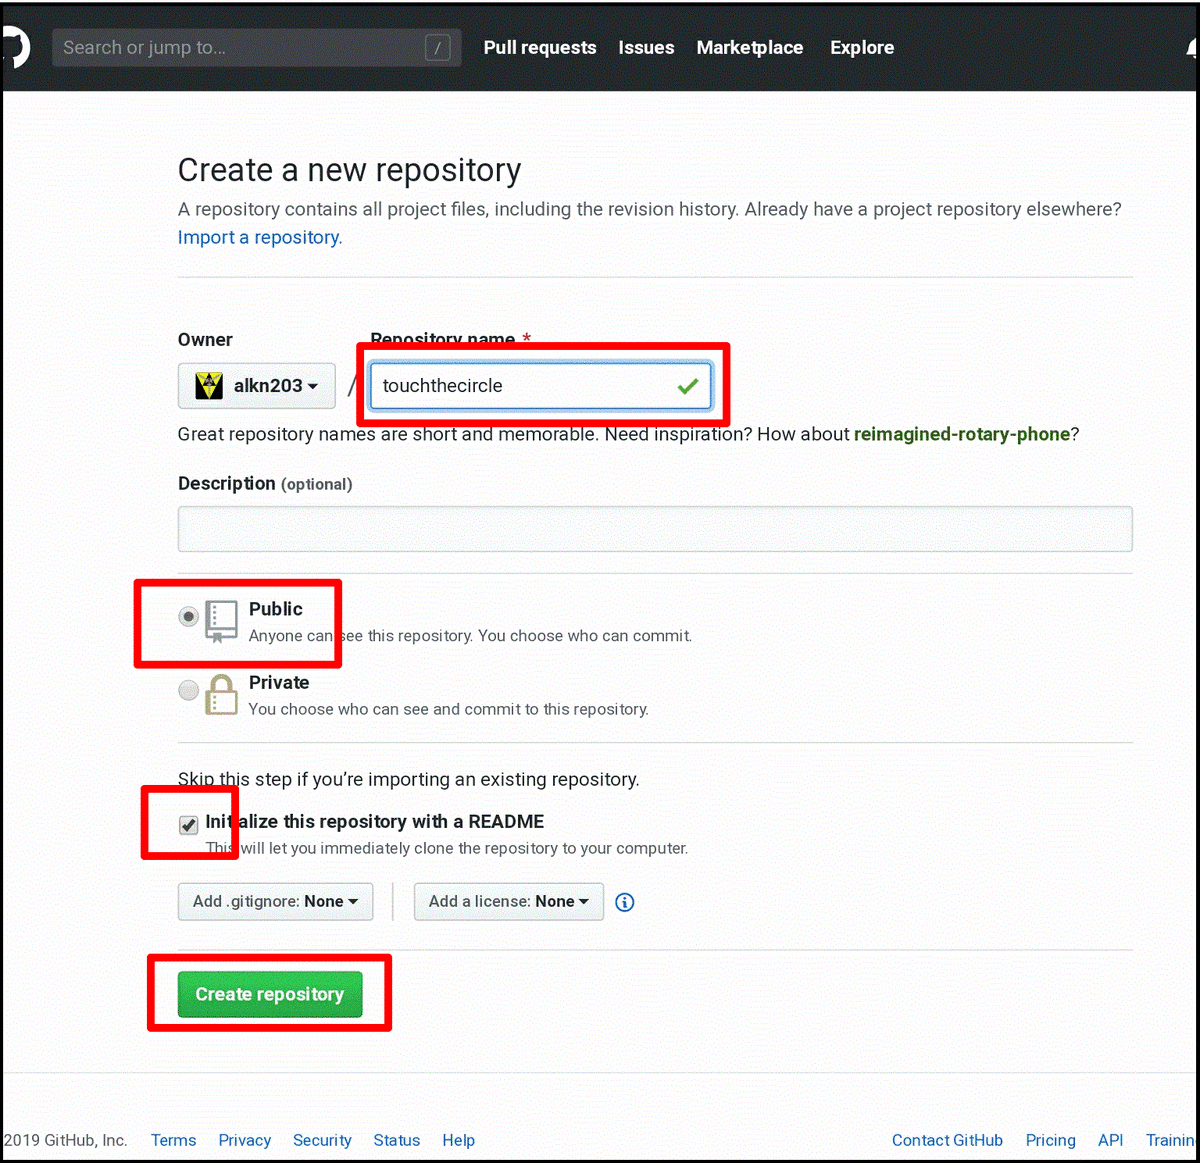 Search or jump to... /
Pull requests Issues Marketplace Explore
Create a new repository
A repository contains all project files, including the revision history. Already have a project repository elsewhere?
Import a repository.
Owner Repository name *
alkn203 / touchthecircle
Great repository names are short and memorable. Need inspiration? How about reimagined-rotary-phone?
Description (optional)
Public
Anyone can see this repository. You choose who can commit.
Private
You choose who can see and commit to this repository.
Skip this step if you’re importing an existing repository.
Initialize this repository with a README
This will let you immediately clone the repository to your computer.
Add .gitignore: None Add a license: None
Create repository
2019 GitHub, Inc. Terms Privacy Security Status Help Contact GitHub Pricing API Trainin